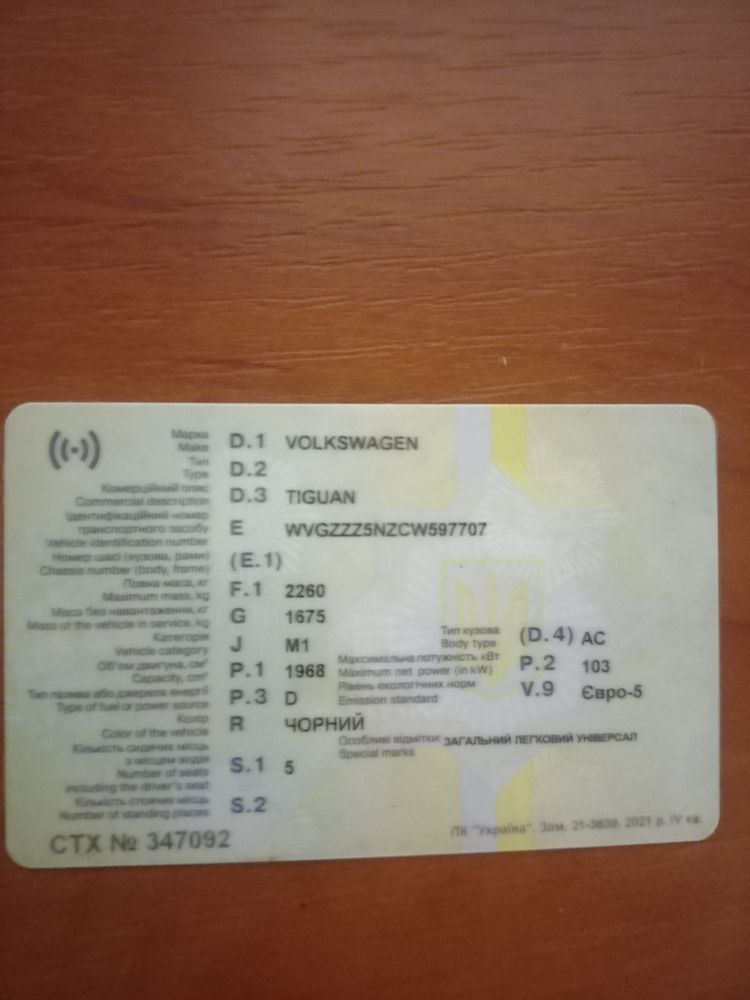 Марка
Make
D.1 VOLKSWAGEN
Тип
Type
D.2
Комерційний опис
Commercial description
D.3 TIGUAN
Ідентифікаційний номер
транспортного засобу
Vehicle identification number
E WVGZZZ5NZCW597707
Номер шасі (кузова, рами)
Chassis number (body, frame)
(E.1)
Повна маса, кг
Maximum mass, kg
F.1 2260
Маса без навантаження, кг
Mass of the vehicle in service, kg
G 1675
Категорія
Vehicle category
J M1
Тип кузова
Body type
(D.4) AC
Об'єм двигуна, см³
Capacity, cm³
P.1 1968
Максимальна потужність кВт
Maximum net power (in kW)
P.2 103
Тип палива або джерела енергії
Type of fuel or power source
P.3 D
Рівень екологічних норм
Emission standard
V.9 Євро-5
Колір
Color of the vehicle
R ЧОРНИЙ
Особливі відмітки: ЗАГАЛЬНИЙ ЛЕГКОВИЙ УНІВЕРСАЛ
Special marks
Кількість сидячих місць
з місцем водія
Number of seats
including the driver's seat
S.1 5
Кількість стоячих місць
Number of standing places
S.2
СТХ № 347092
ПК "Україна". Зам. 21-3838. 2021 р. IV кв.